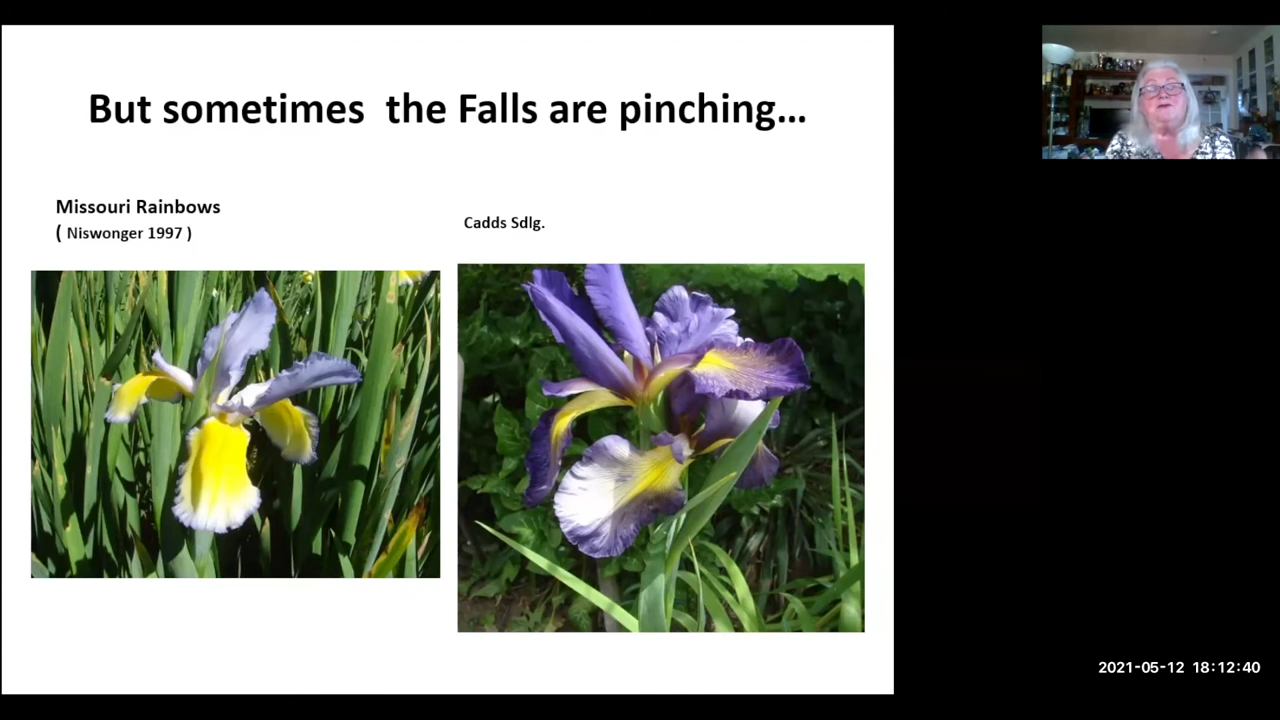 But sometimes  the Falls are pinching…
Missouri Rainbows
( Niswonger 1997 )
Cadds Sdlg.
2021-05-12 18:12:40